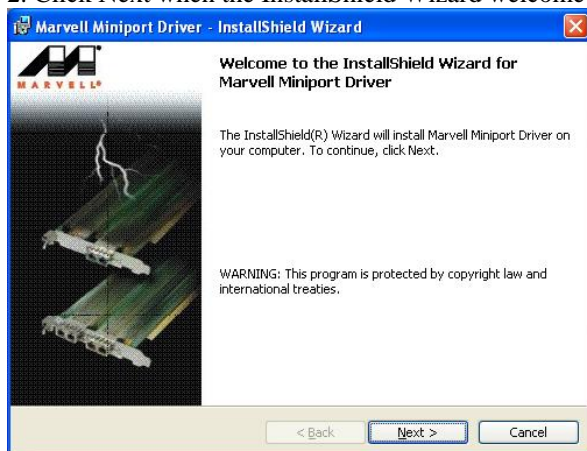 2. Click Next when the InstallShield Wizard welcome
Marvell Miniport Driver - InstallShield Wizard
MARVELL®
Welcome to the InstallShield Wizard for
Marvell Miniport Driver
The InstallShield(R) Wizard will install Marvell Miniport Driver on
your computer. To continue, click Next.
WARNING: This program is protected by copyright law and
international treaties.
< Back
Next >
Cancel